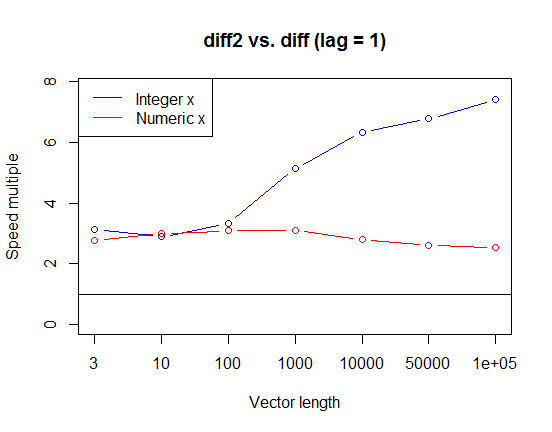 diff2 vs. diff (lag = 1)
Integer x
Numeric x
Speed multiple
8
6
4
2
0
3 10 100 1000 10000 50000 1e+05
Vector length